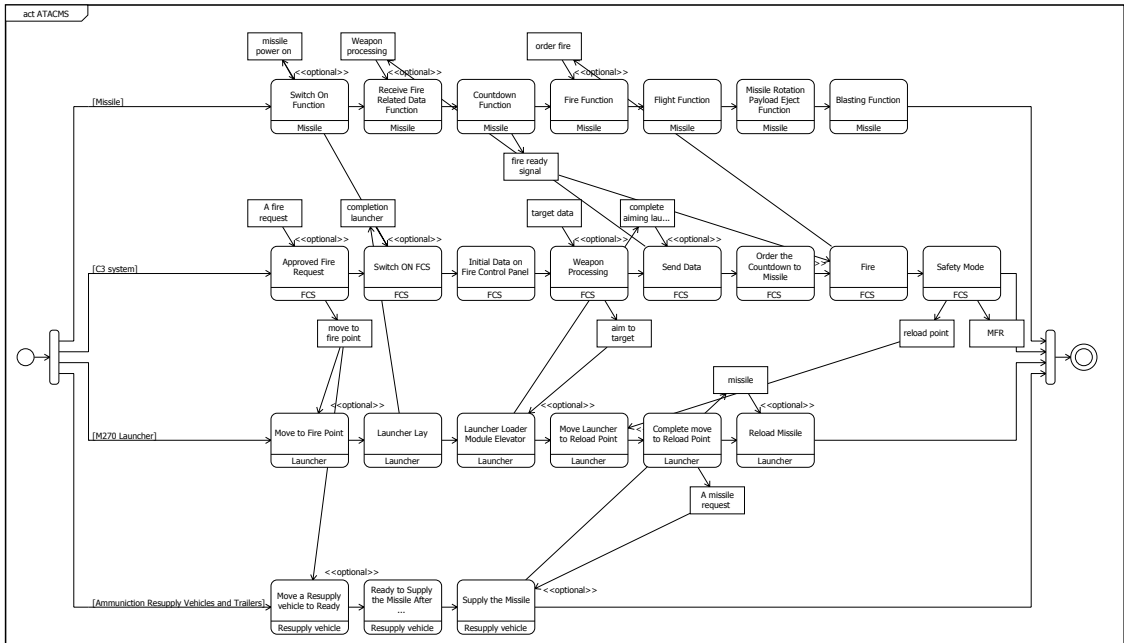 act ATACMS
missile
power on
Weapon
processing
order fire
<<optional>>
<<optional>>
<<optional>>
[Missile]
Switch On
Function
Missile
Receive Fire
Related Data
Function
Missile
Countdown
Function
Missile
Fire Function
Missile
Flight Function
Missile
Missile Rotation
Payload Eject
Function
Missile
Blasting Function
Missile
fire ready
signal
A fire
request
completion
launcher
target data
complete
aiming lau...
<<optional>>
<<optional>>
<<optional>>
<<optional>>
[C3 system]
Approved Fire
Request
FCS
Switch ON FCS
FCS
Initial Data on
Fire Control Panel
FCS
Weapon
Processing
FCS
Send Data
FCS
Order the
Countdown to
Missile
FCS
>>
Fire
FCS
Safety Mode
FCS
move to
fire point
aim to
target
reload point
MFR
missile
<<optional>>
<<optional>>
<<optional>>
[M270 Launcher]
Move to Fire Point
Launcher
Launcher Lay
Launcher
Launcher Loader
Module Elevator
Launcher
Move Launcher
to Reload Point
Launcher
<
Complete move
to Reload Point
Launcher
Reload Missile
Launcher
A missile
request
<<optional>>
<<optional>>
[Ammuniction Resupply Vehicles and Trailers]
Move a Resupply
vehicle to Ready
Resupply vehicle
Ready to Supply
the Missile After
...
Resupply vehicle
Supply the Missile
Resupply vehicle